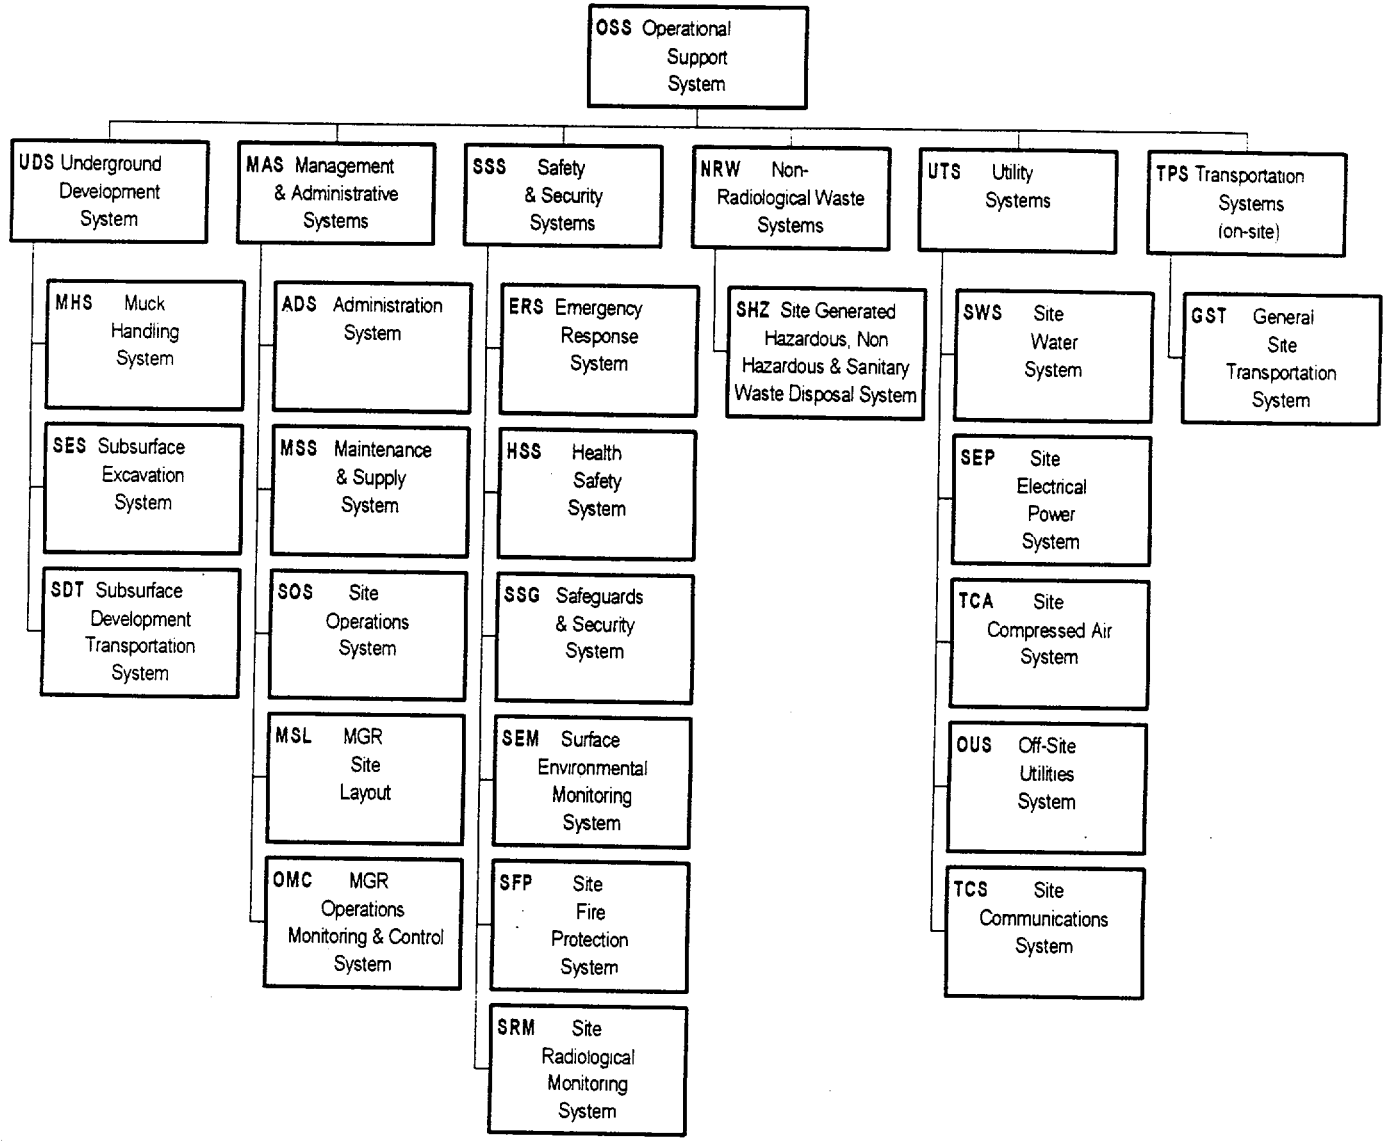 OSS Operational
Support
System
UDS Underground
Development
System
MAS Management
& Administrative
Systems
SSS Safety
& Security
Systems
NRW Non-
Radiological Waste
Systems
UTS Utility
Systems
TPS Transportation
Systems
(on-site)
MHS Muck
Handling
System
SES Subsurface
Excavation
System
SDT Subsurface
Development
Transportation
System
ADS Administration
System
MSS Maintenance
& Supply
System
SOS Site
Operations
System
MSL MGR
Site
Layout
OMC MGR
Operations
Monitoring & Control
System
ERS Emergency
Response
System
HSS Health
Safety
System
SSG Safeguards
& Security
System
SEM Surface
Environmental
Monitoring
System
SFP Site
Fire
Protection
System
SRM Site
Radiological
Monitoring
System
SHZ Site Generated
Hazardous, Non
Hazardous & Sanitary
Waste Disposal System
SWS Site
Water
System
SEP Site
Electrical
Power
System
TCA Site
Compressed Air
System
OUS Off-Site
Utilities
System
TCS Site
Communications
System
GST General
Site
Transportation
System